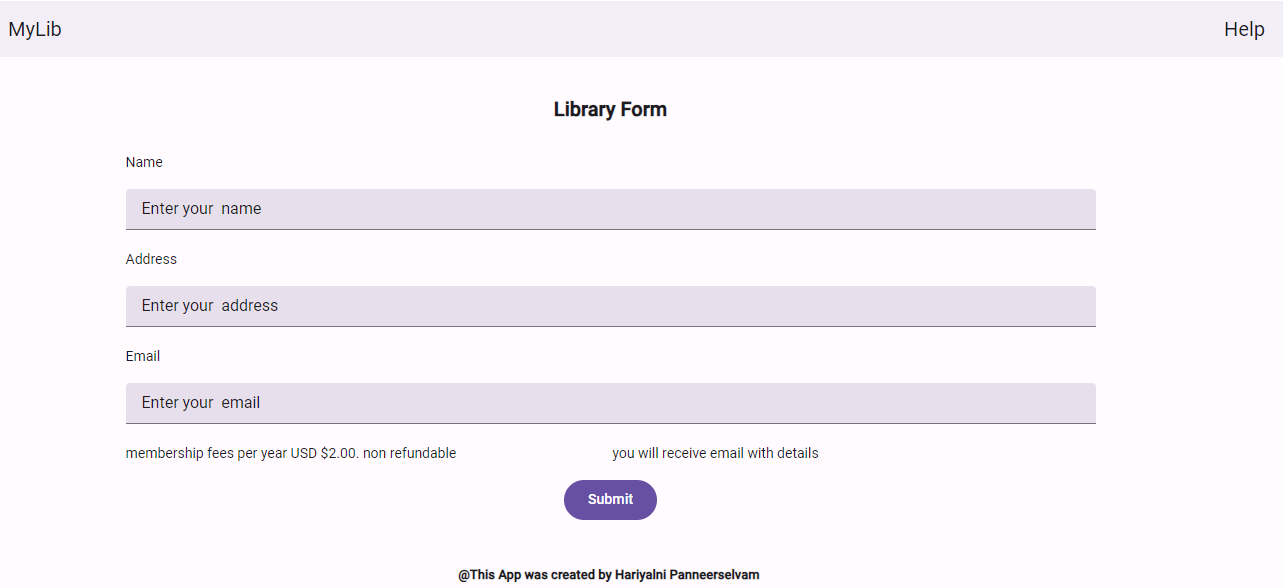 MyLib Help
Library Form
Name
Enter your  name
Address
Enter your  address
Email
Enter your  email
membership fees per year USD $2.00. non refundable you will receive email with details
Submit
@This App was created by Hariyalni Panneerselvam